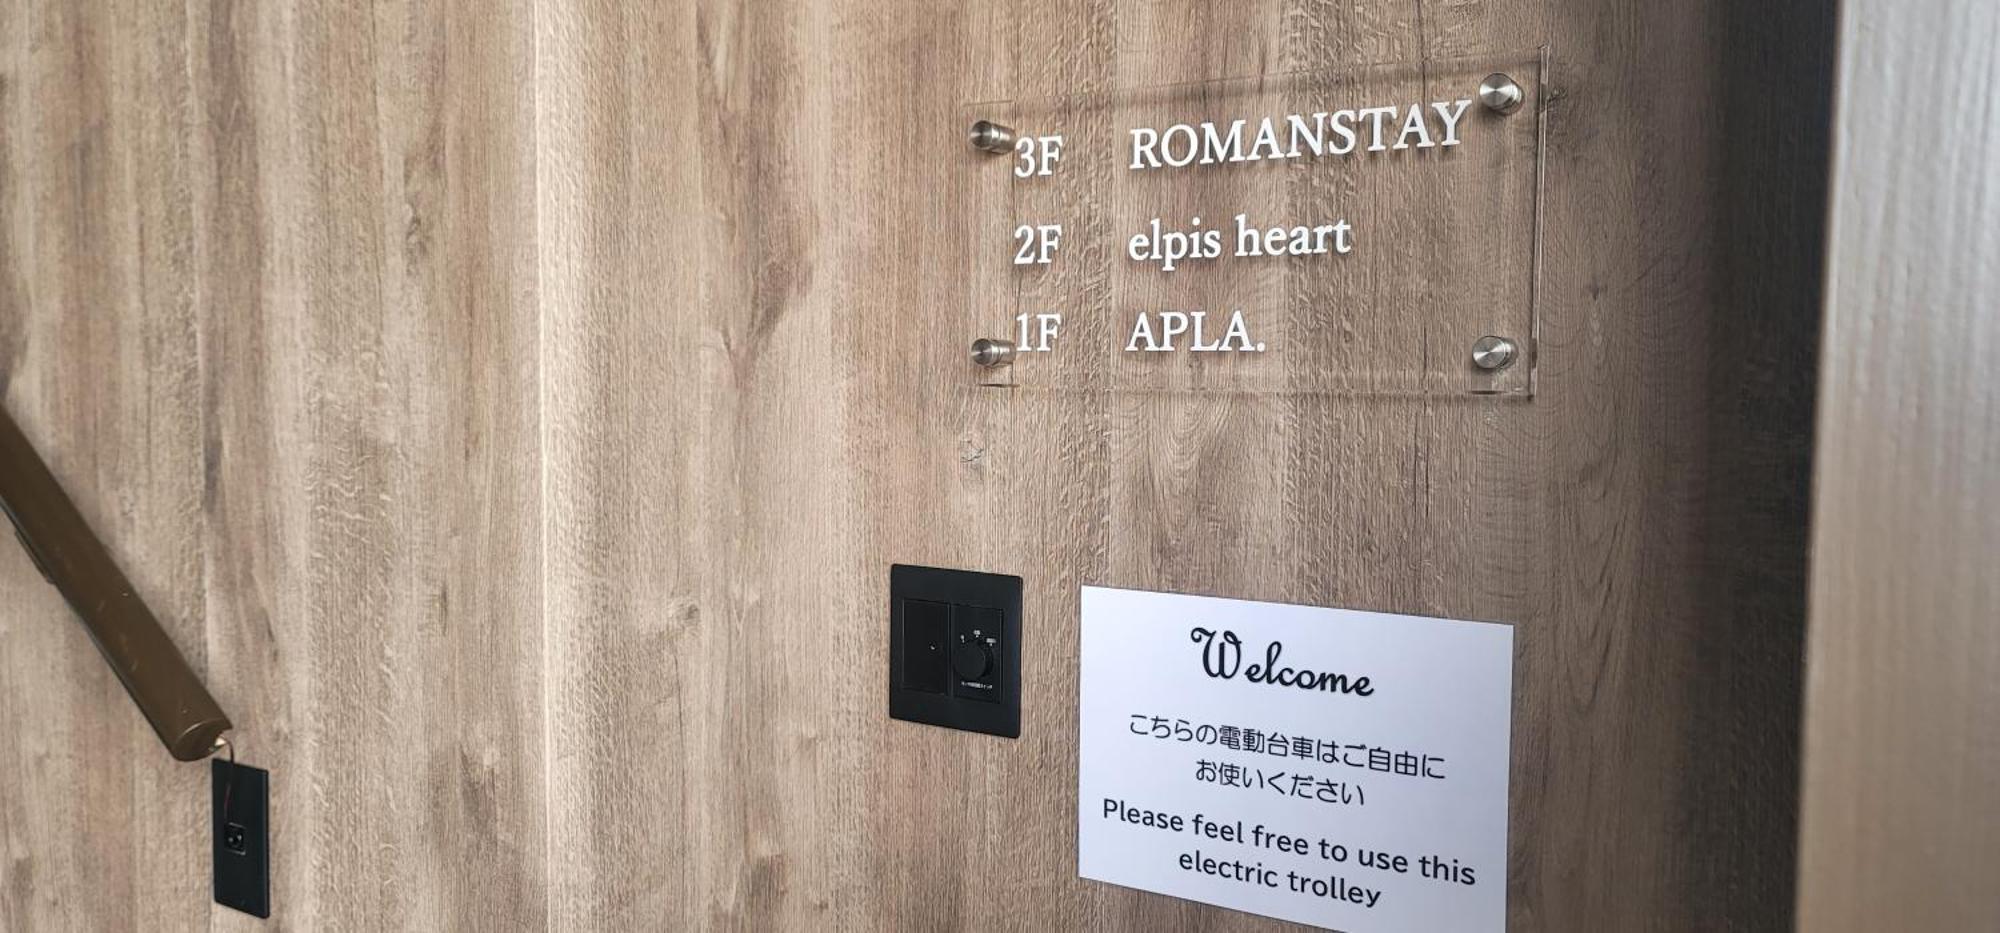 3F ROMANSTAY
2F elpis heart
1F APLA.
Welcome
こちらの電動台車はご自由に
お使いください
Please feel free to use this
electric trolley